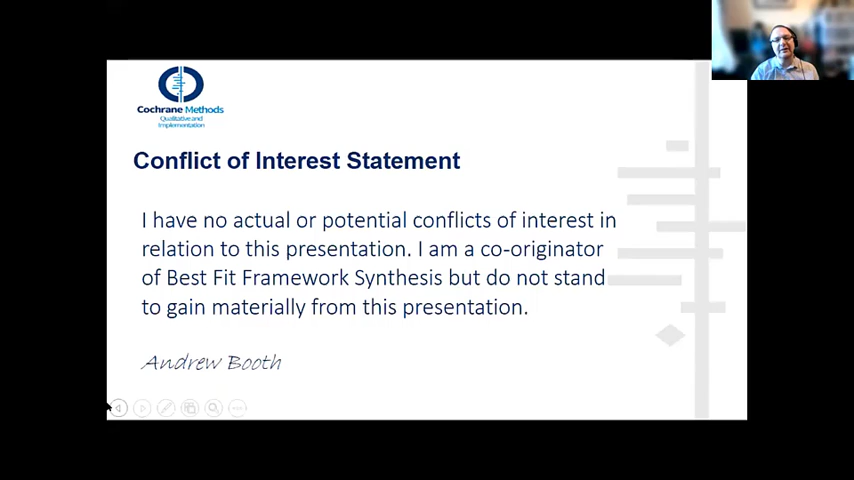 Cochrane Methods
Qualitative and
Implementation
Conflict of Interest Statement
I have no actual or potential conflicts of interest in
relation to this presentation. I am a co-originator
of Best Fit Framework Synthesis but do not stand
to gain materially from this presentation.
Andrew Booth